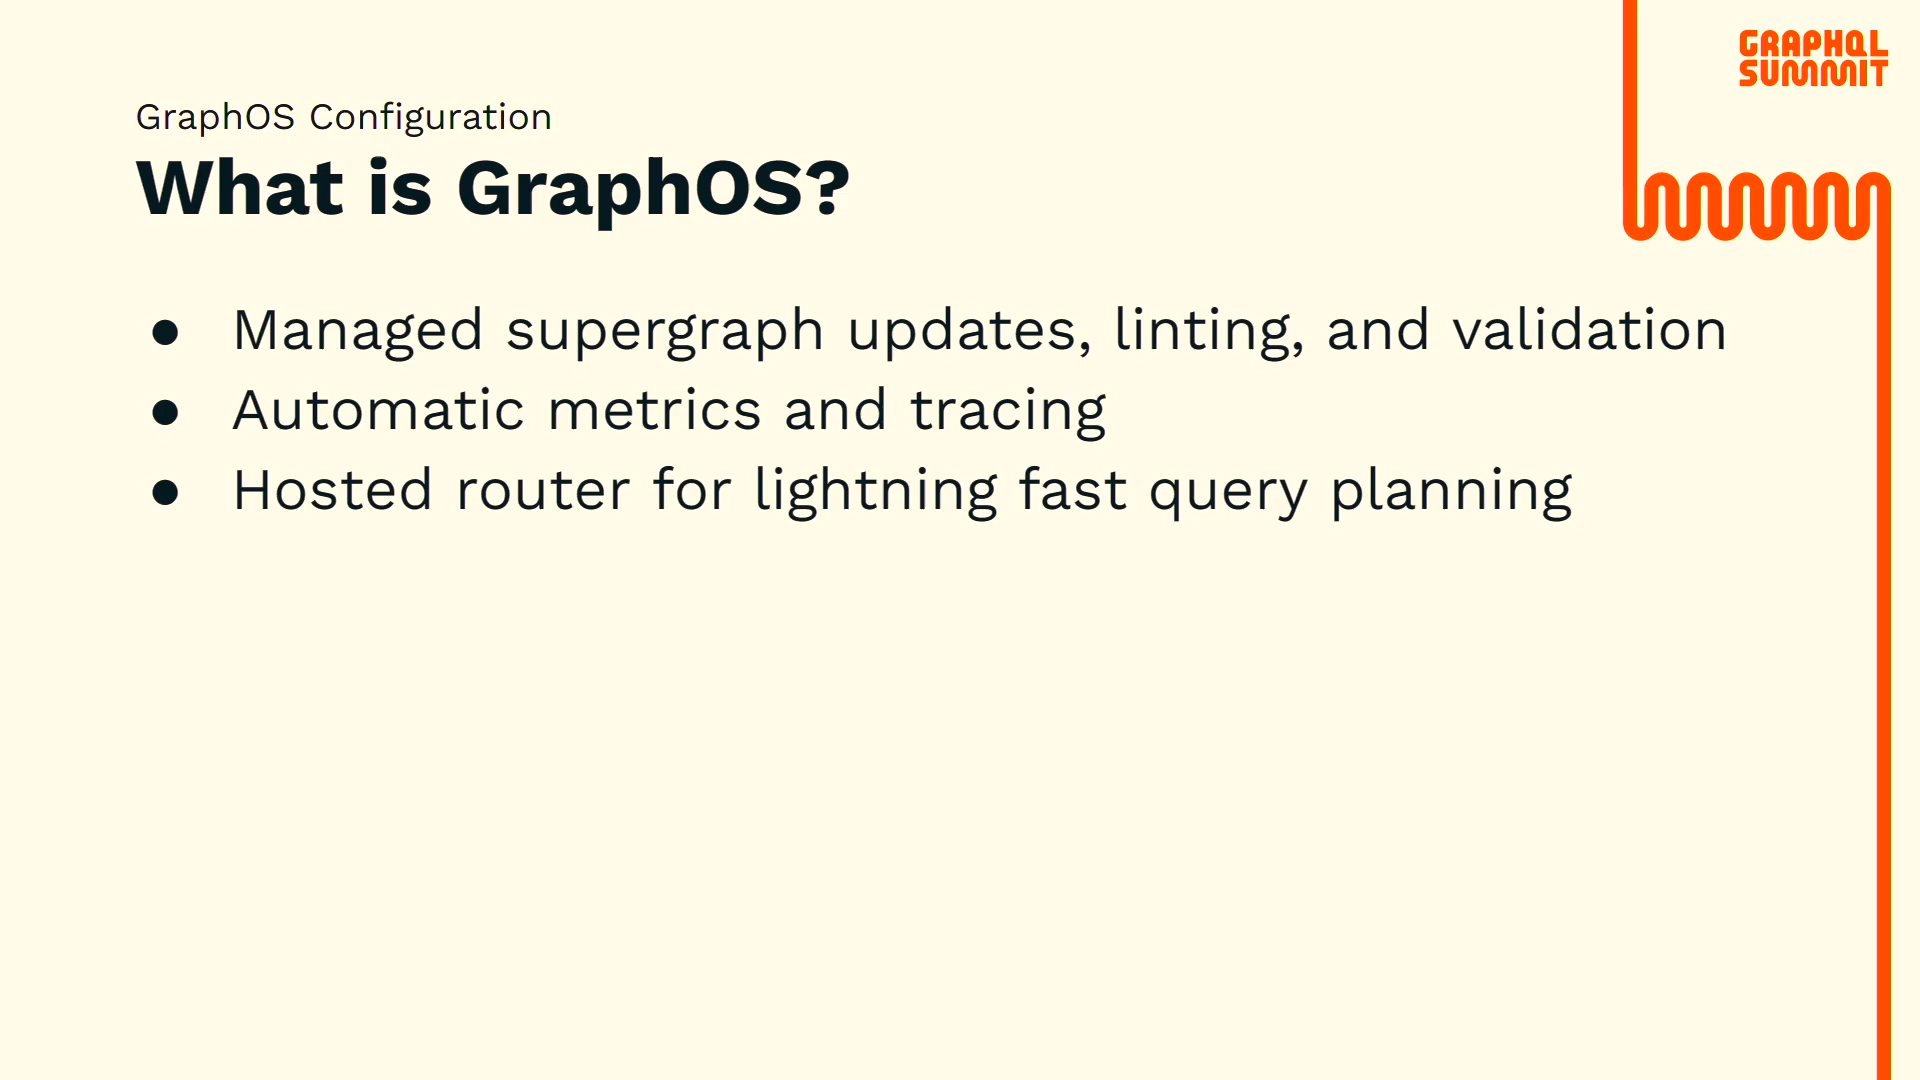 GRAPHQL
SUMMIT
GraphOS Configuration
What is GraphOS?
● Managed supergraph updates, linting, and validation
● Automatic metrics and tracing
● Hosted router for lightning fast query planning